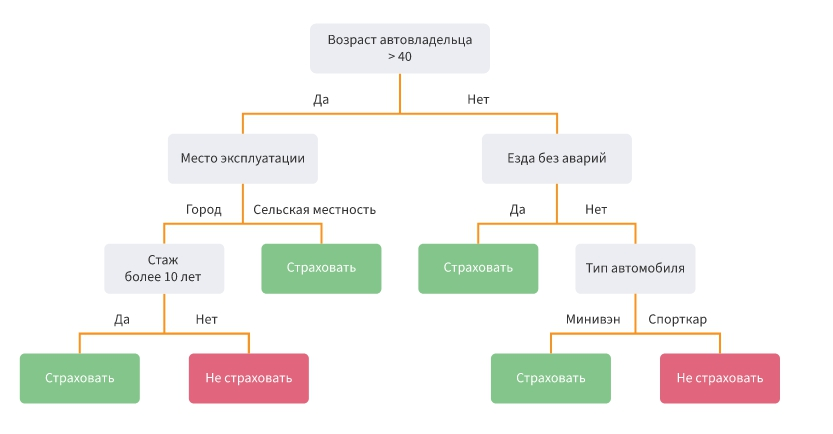 Возраст автовладельца
> 40
Да
Нет
Место эксплуатации
Езда без аварий
Город
Сельская местность
Да
Нет
Стаж
более 10 лет
Страховать
Страховать
Тип автомобиля
Да
Нет
Минивэн
Спорткар
Страховать
Не страховать
Страховать
Не страховать